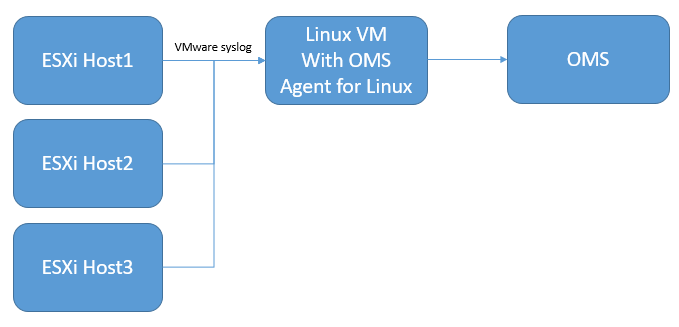 ESXi Host1
VMware syslog
Linux VM
With OMS
Agent for Linux
OMS
ESXi Host2
ESXi Host3